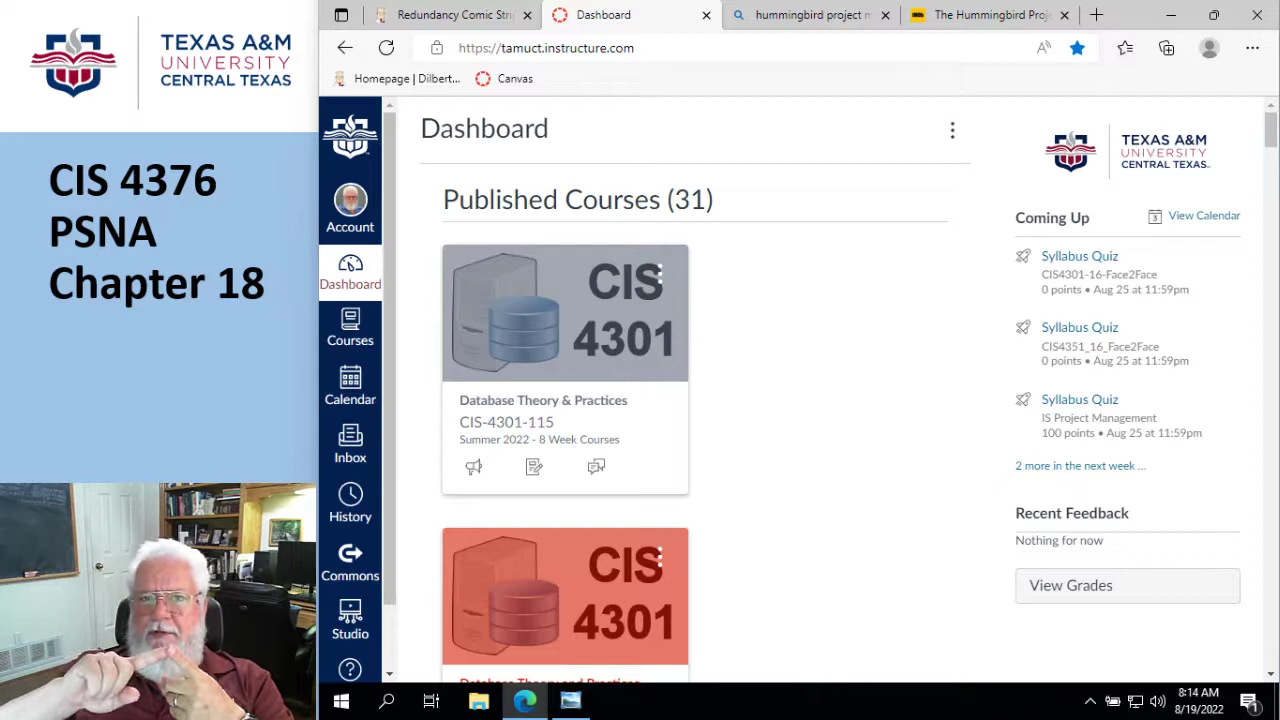 TEXAS A&M
UNIVERSITY
CENTRAL TEXAS
CIS 4376
PSNA
Chapter 18
Redundancy Comic Strip
Dashboard
hummingbird project m
The Hummingbird Proj
https://tamuct.instructure.com
Homepage | Dilbert...
Canvas
Account
Dashboard
Courses
Calendar
Inbox
History
Commons
Studio
Dashboard
Published Courses (31)
CIS
4301
Database Theory & Practices
CIS-4301-115
Summer 2022 - 8 Week Courses
CIS
4301
Database Theory and Practices
TEXAS A&M
UNIVERSITY
CENTRAL TEXAS
Coming Up
View Calendar
Syllabus Quiz
CIS4301-16-Face2Face
0 points • Aug 25 at 11:59pm
Syllabus Quiz
CIS4351_16_Face2Face
0 points • Aug 25 at 11:59pm
Syllabus Quiz
IS Project Management
100 points • Aug 25 at 11:59pm
2 more in the next week ...
Recent Feedback
Nothing for now
View Grades
8:14 AM
8/19/2022